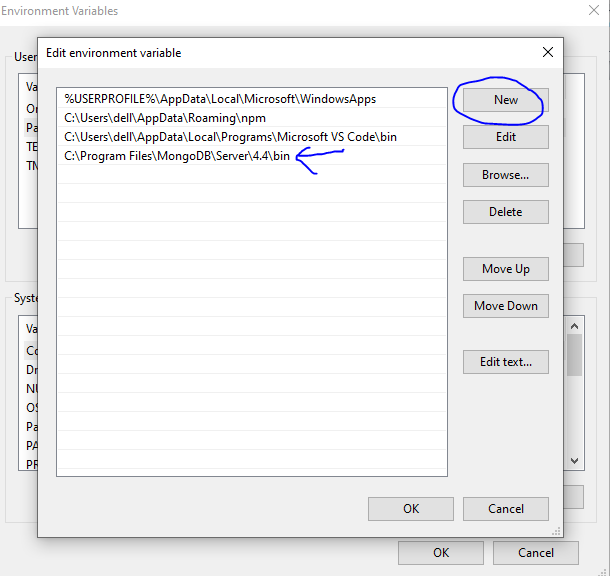 Environment Variables
User
Edit environment variable
Va
On
Pa
TE
TM
%USERPROFILE%\AppData\Local\Microsoft\WindowsApps
New
C:\Users\dell\AppData\Roaming\npm
C:\Users\dell\AppData\Local\Programs\Microsoft VS Code\bin
Edit
C:\Program Files\MongoDB\Server\4.4\bin
Browse...
Delete
Move Up
Move Down
Edit text...
Syste
Va
Co
Dr
NU
OS
Pa
PA
PR
OK
Cancel
OK
Cancel